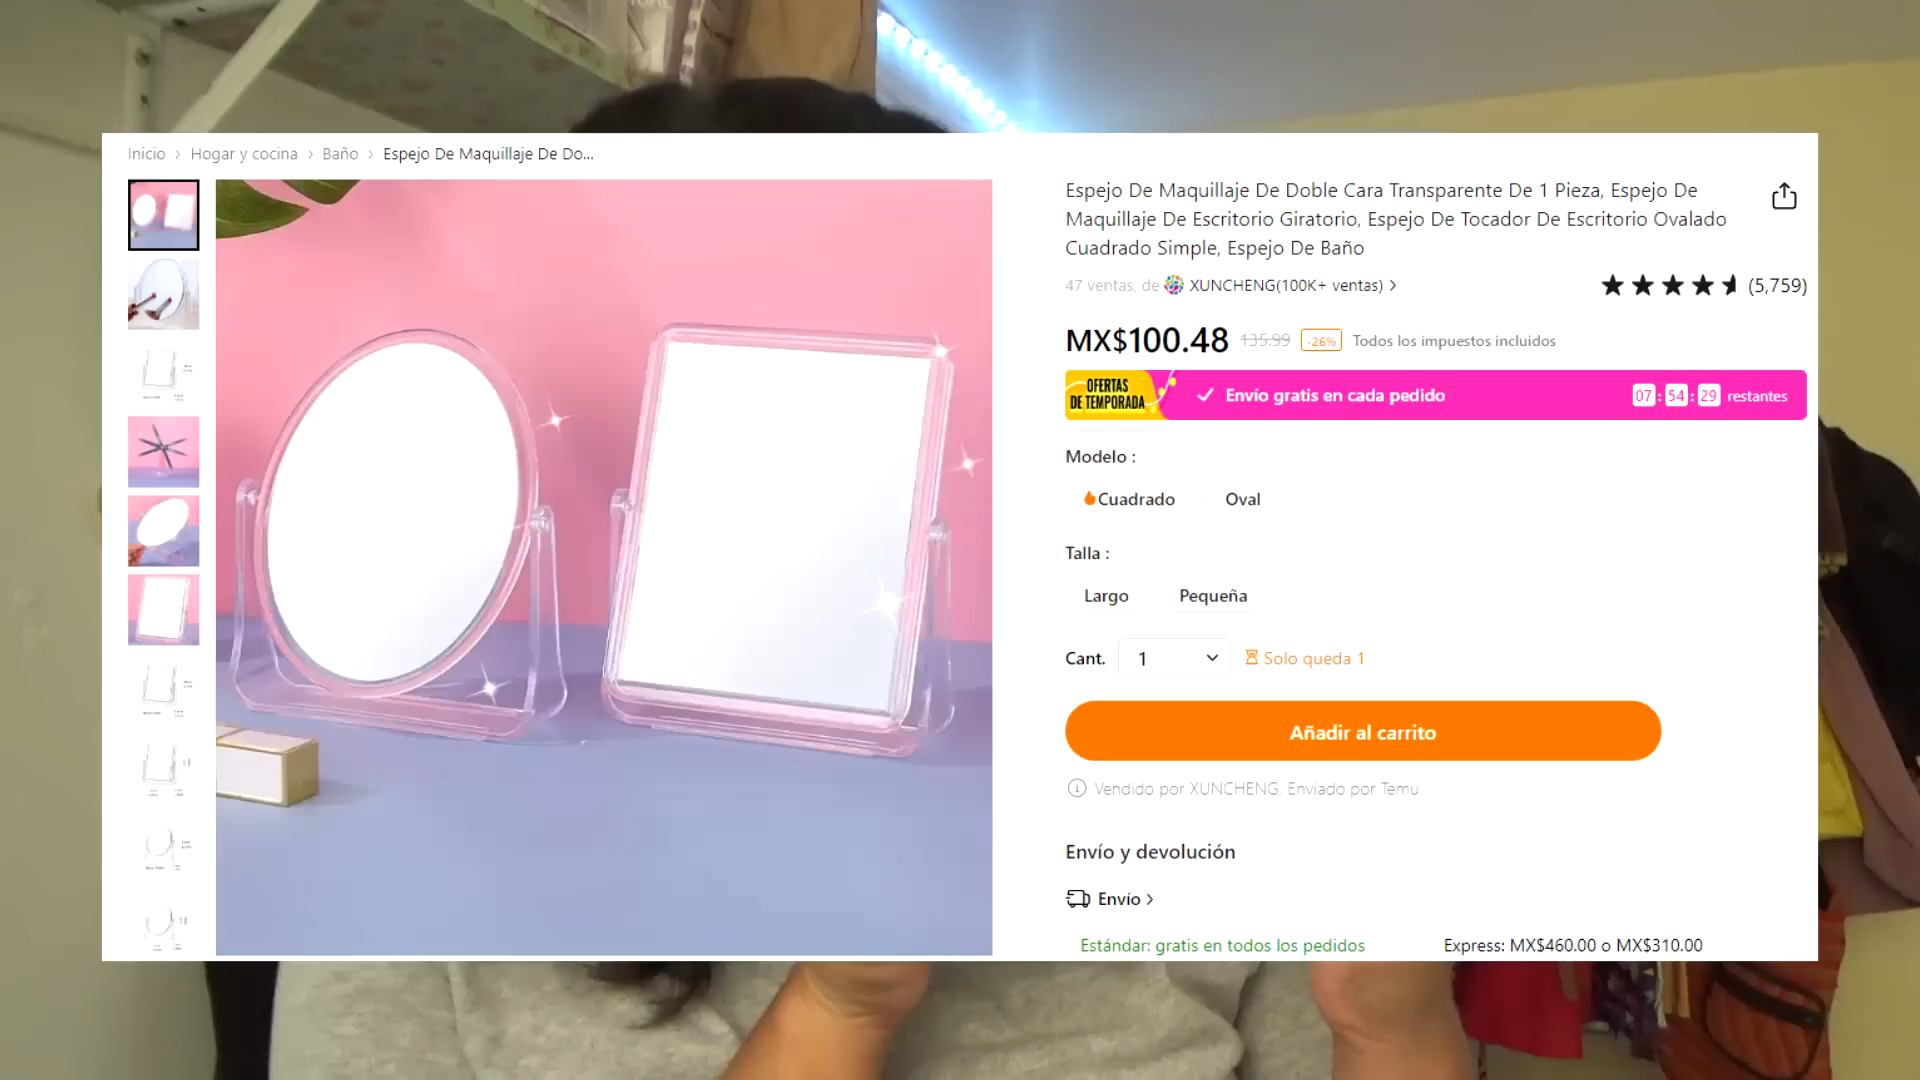 Inicio > Hogar y cocina > Baño > Espejo De Maquillaje De Do...
Espejo De Maquillaje De Doble Cara Transparente De 1 Pieza, Espejo De
Maquillaje De Escritorio Giratorio, Espejo De Tocador De Escritorio Ovalado
Cuadrado Simple, Espejo De Baño
47 ventas, de XUNCHENG(100K+ ventas) >
(5,759)
MX$100.48 135.99 -26% Todos los impuestos incluidos
OFERTAS
DE TEMPORADA
Envío gratis en cada pedido
07 : 54 : 29 restantes
Modelo :
Cuadrado Oval
Talla :
Largo Pequeña
Cant. 1 Solo queda 1
Añadir al carrito
Vendido por XUNCHENG. Enviado por Temu.
Envío y devolución
Envío >
Estándar: gratis en todos los pedidos Express: MX$460.00 o MX$310.00